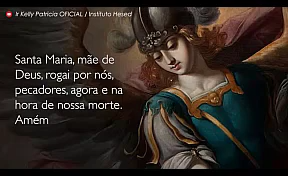 Ir Kelly Patricia OFICIAL / Instituto Hesed
Santa Maria, mãe de
Deus, rogai por nós,
pecadores, agora e na
hora de nossa morte.
Amém